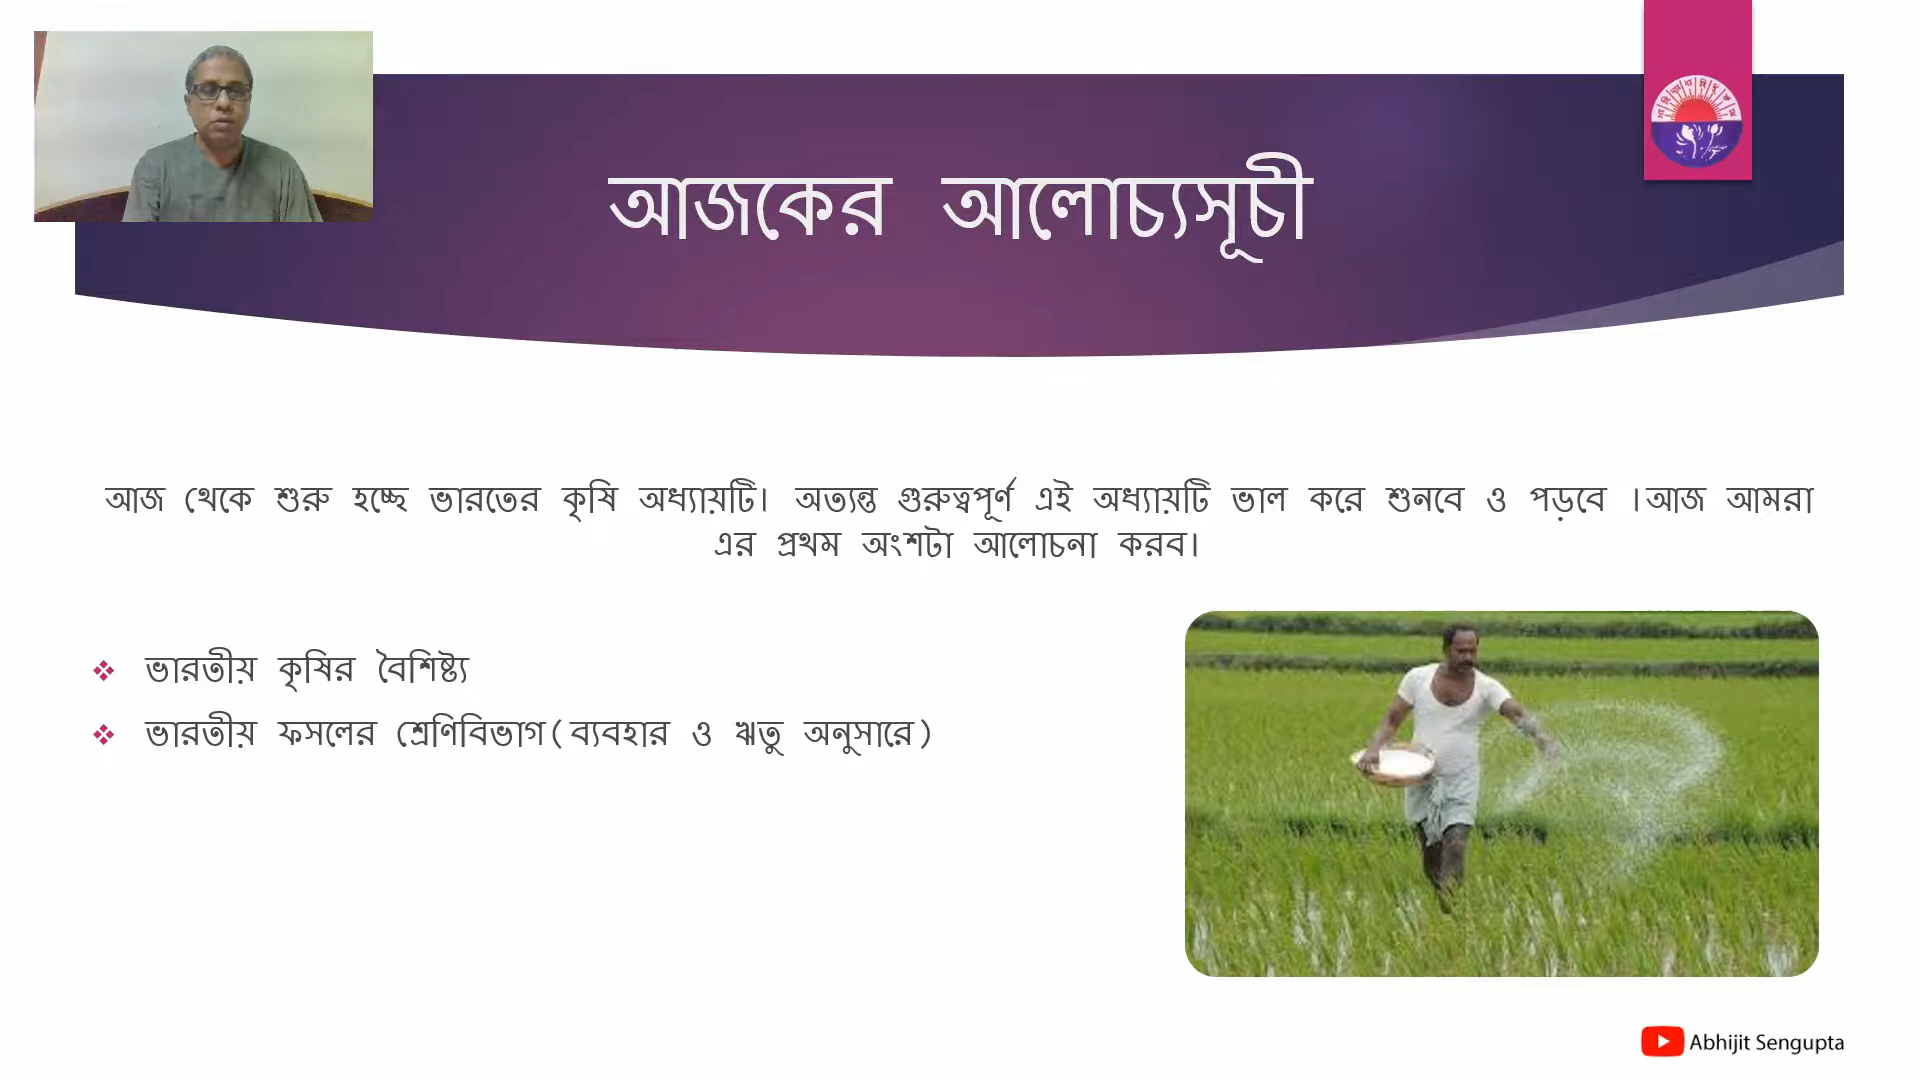 আজকের আলোচ্যসূচী
আজ থেকে শুরু হচ্ছে ভারতের কৃষি অধ্যায়টি। অত্যন্ত গুরুত্বপূর্ণ এই অধ্যায়টি ভাল করে শুনবে ও পড়বে ।আজ আমরা
এর প্রথম অংশটা আলোচনা করব।
❖ ভারতীয় কৃষির বৈশিষ্ট্য
❖ ভারতীয় ফসলের শ্রেণিবিভাগ(ব্যবহার ও ঋতু অনুসারে)
Abhijit Sengupta